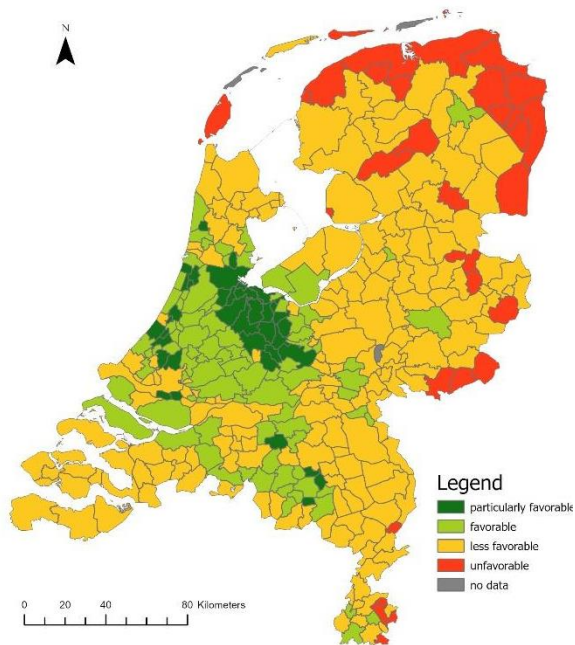 N
Legend
particularly favorable
favorable
less favorable
unfavorable
no data
0 20 40 80 Kilometers